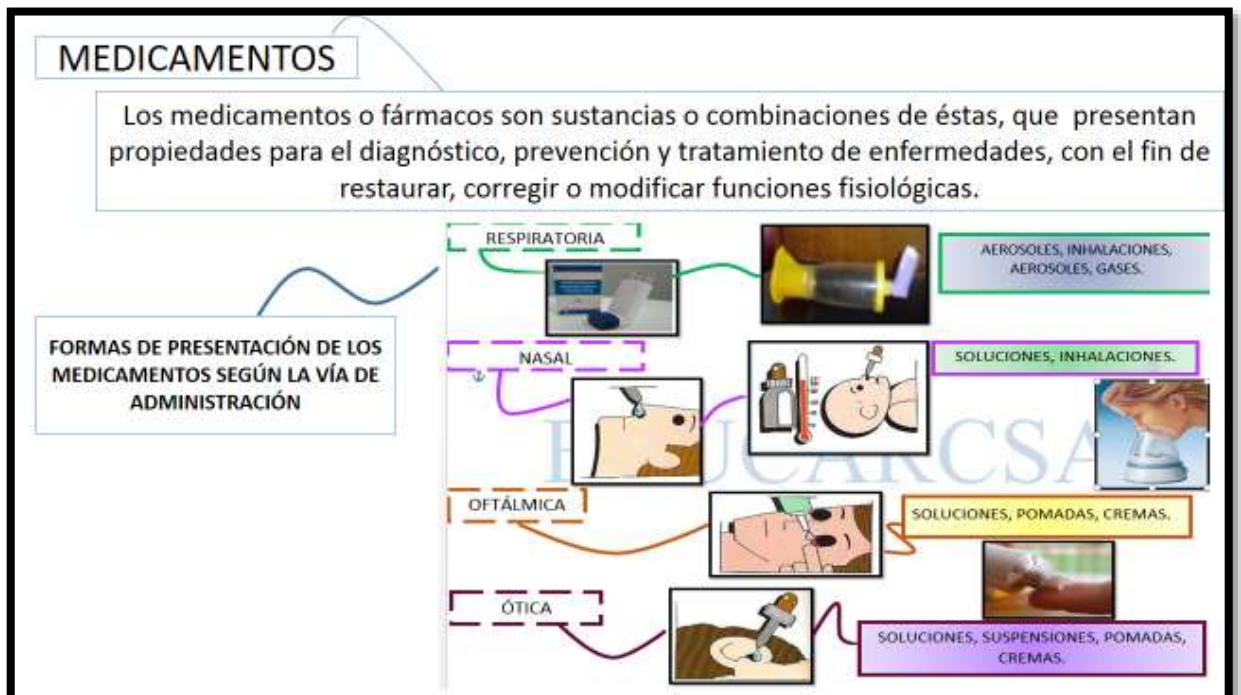 MEDICAMENTOS
Los medicamentos o fármacos son sustancias o combinaciones de éstas, que presentan
propiedades para el diagnóstico, prevención y tratamiento de enfermedades, con el fin de
restaurar, corregir o modificar funciones fisiológicas.
FORMAS DE PRESENTACIÓN DE LOS
MEDICAMENTOS SEGÚN LA VÍA DE
ADMINISTRACIÓN
RESPIRATORIA
AEROSOLES, INHALACIONES,
AEROSOLES, GASES.
NASAL
SOLUCIONES, INHALACIONES.
OFTÁLMICA
SOLUCIONES, POMADAS, CREMAS.
ÓTICA
SOLUCIONES, SUSPENSIONES, POMADAS,
CREMAS.